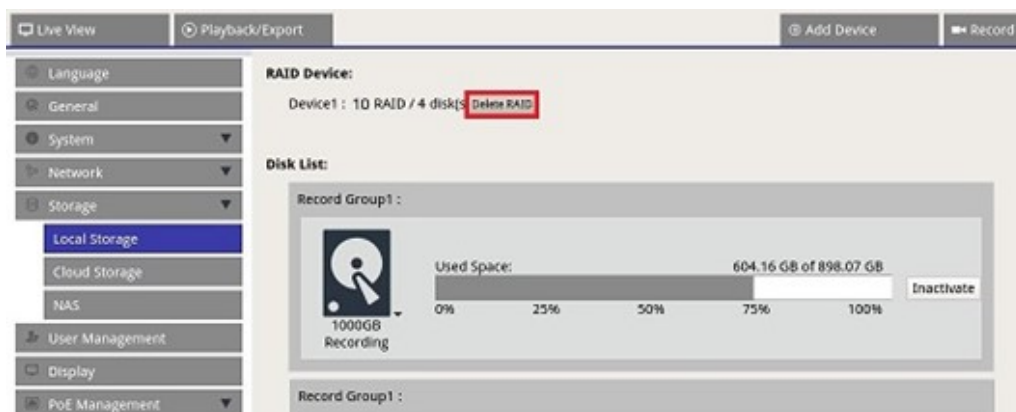 Live View
Playback/Export
Add Device
Record
Language
General
System
Network
Storage
Local Storage
Cloud Storage
NAS
User Management
Display
PoE Management
RAID Device:
Device1 : 10 RAID / 4 disk(s Delete RAID
Disk List:
Record Group1 :
Used Space: 604.16 GB of 898.07 GB
Inactivate
0% 25% 50% 75% 100%
1000GB
Recording
Record Group1 :